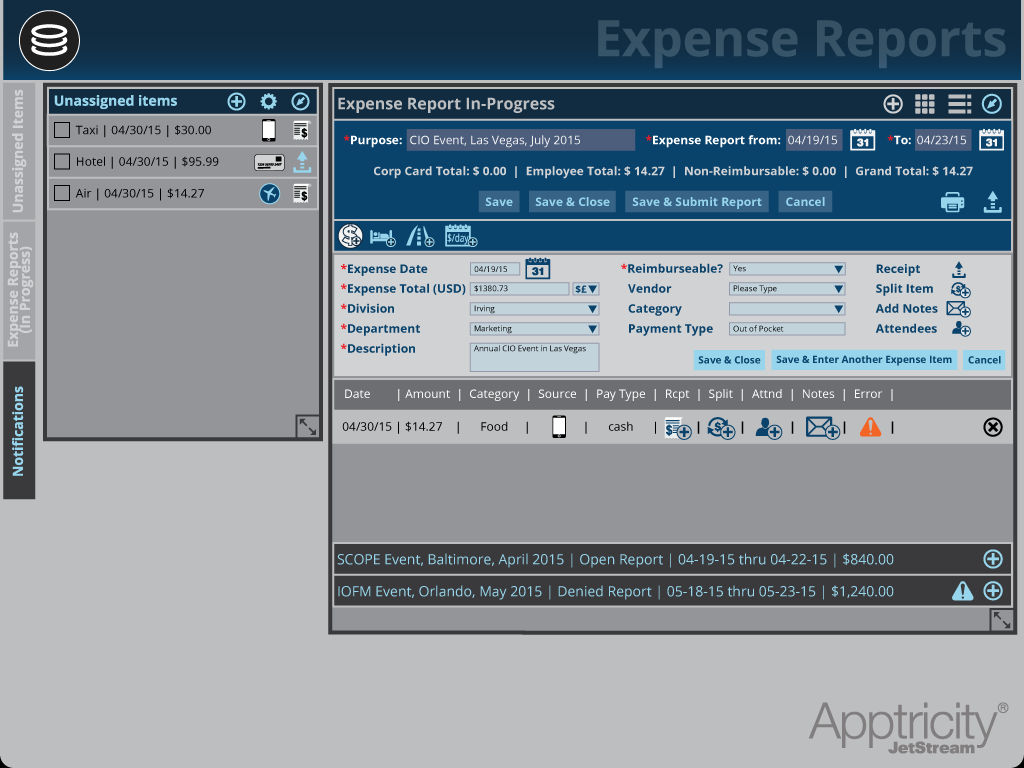 Expense Reports
Unassigned Items
Expense Reports
(In Progress)
Notifications
Unassigned items
Taxi | 04/30/15 | $30.00
Hotel | 04/30/15 | $95.99
Air | 04/30/15 | $14.27
Expense Report In-Progress
*Purpose: CIO Event, Las Vegas, July 2015 *Expense Report from: 04/19/15 31 *To: 04/23/15 31
Corp Card Total: $ 0.00 | Employee Total: $ 14.27 | Non-Reimbursable: $ 0.00 | Grand Total: $ 14.27
Save Save & Close Save & Submit Report Cancel
$/day
*Expense Date 04/19/15 31 *Reimburseable? Yes Receipt
*Expense Total (USD) $1380.73 $£ Vendor Please Type Split Item
*Division Irving Category Add Notes
*Department Marketing Payment Type Out of Pocket Attendees
*Description Annual CIO Event in Las Vegas
Save & Close Save & Enter Another Expense Item Cancel
Date | Amount | Category | Source | Pay Type | Rcpt | Split | Attnd | Notes | Error |
04/30/15 | $14.27 | Food | | cash | | | | | |
SCOPE Event, Baltimore, April 2015 | Open Report | 04-19-15 thru 04-22-15 | $840.00
IOFM Event, Orlando, May 2015 | Denied Report | 05-18-15 thru 05-23-15 | $1,240.00
Apptricity®
JetStream